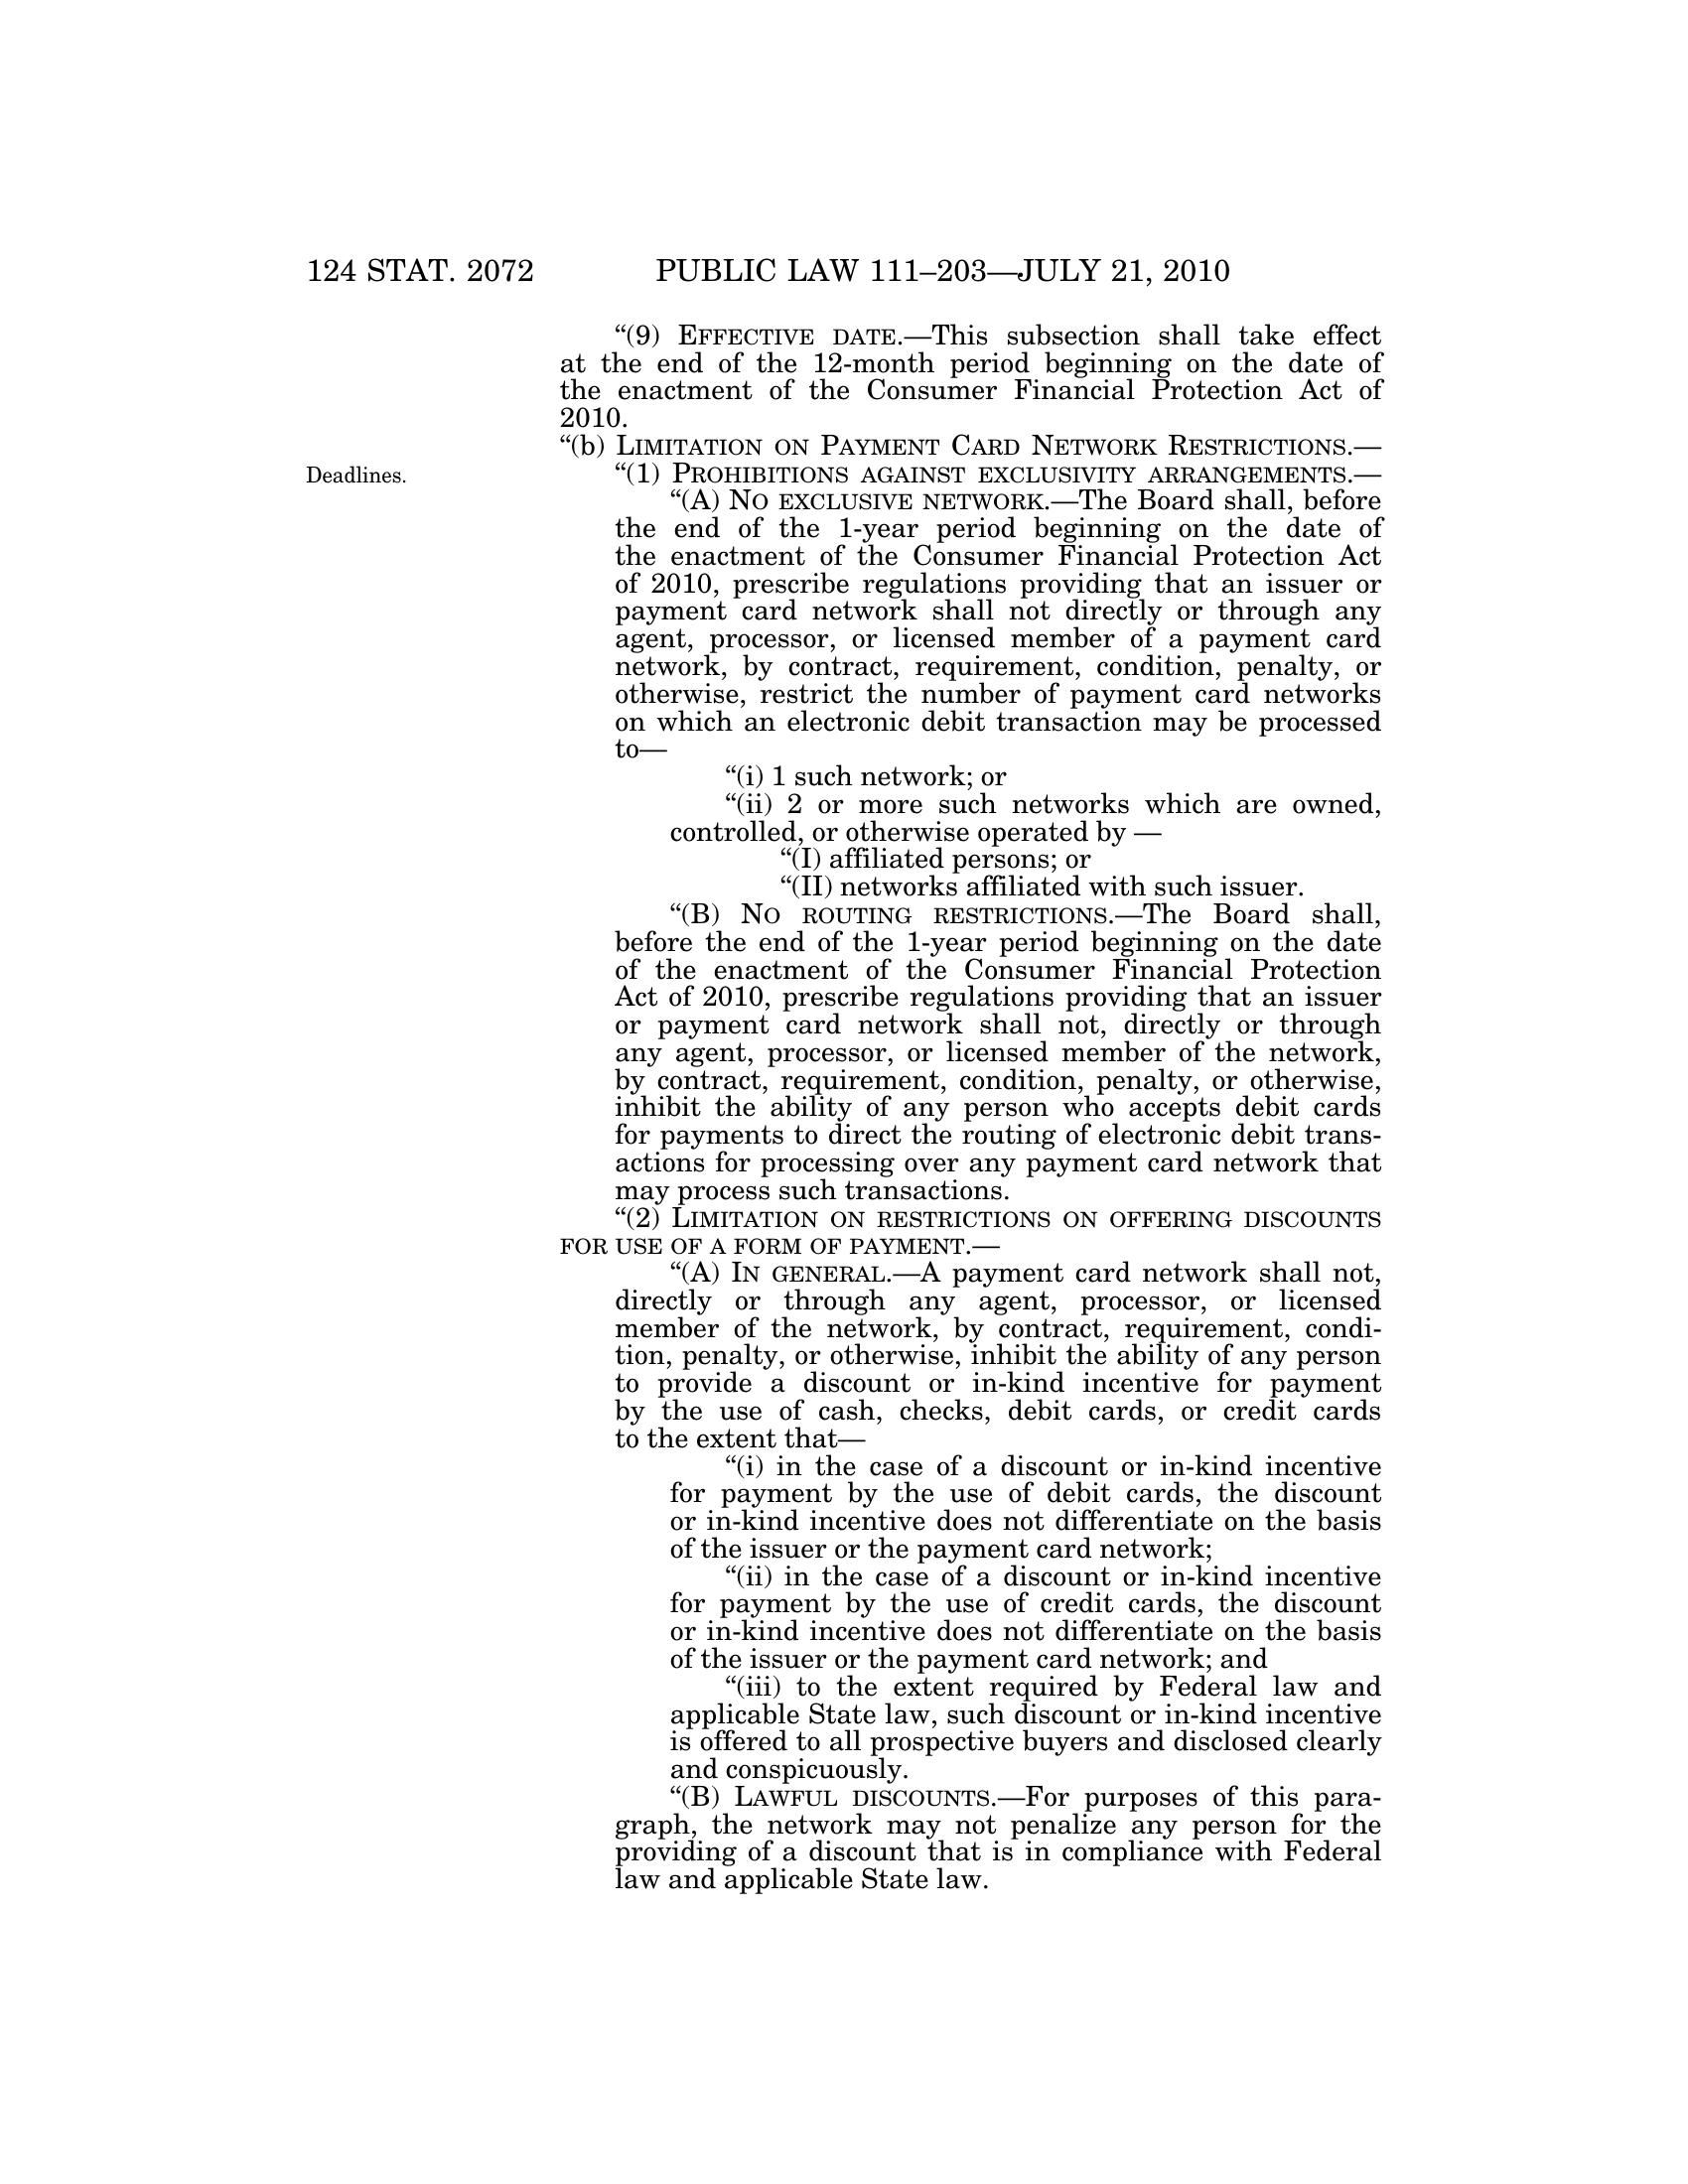 124 STAT. 2072 PUBLIC LAW 111–203—JULY 21, 2010
“(9) EFFECTIVE DATE.—This subsection shall take effect
at the end of the 12-month period beginning on the date of
the enactment of the Consumer Financial Protection Act of
2010.
“(b) LIMITATION ON PAYMENT CARD NETWORK RESTRICTIONS.—
Deadlines.
“(1) PROHIBITIONS AGAINST EXCLUSIVITY ARRANGEMENTS.—
“(A) NO EXCLUSIVE NETWORK.—The Board shall, before
the end of the 1-year period beginning on the date of
the enactment of the Consumer Financial Protection Act
of 2010, prescribe regulations providing that an issuer or
payment card network shall not directly or through any
agent, processor, or licensed member of a payment card
network, by contract, requirement, condition, penalty, or
otherwise, restrict the number of payment card networks
on which an electronic debit transaction may be processed
to—
“(i) 1 such network; or
“(ii) 2 or more such networks which are owned,
controlled, or otherwise operated by —
“(I) affiliated persons; or
“(II) networks affiliated with such issuer.
“(B) NO ROUTING RESTRICTIONS.—The Board shall,
before the end of the 1-year period beginning on the date
of the enactment of the Consumer Financial Protection
Act of 2010, prescribe regulations providing that an issuer
or payment card network shall not, directly or through
any agent, processor, or licensed member of the network,
by contract, requirement, condition, penalty, or otherwise,
inhibit the ability of any person who accepts debit cards
for payments to direct the routing of electronic debit trans-
actions for processing over any payment card network that
may process such transactions.
“(2) LIMITATION ON RESTRICTIONS ON OFFERING DISCOUNTS
FOR USE OF A FORM OF PAYMENT.—
“(A) IN GENERAL.—A payment card network shall not,
directly or through any agent, processor, or licensed
member of the network, by contract, requirement, condi-
tion, penalty, or otherwise, inhibit the ability of any person
to provide a discount or in-kind incentive for payment
by the use of cash, checks, debit cards, or credit cards
to the extent that—
“(i) in the case of a discount or in-kind incentive
for payment by the use of debit cards, the discount
or in-kind incentive does not differentiate on the basis
of the issuer or the payment card network;
“(ii) in the case of a discount or in-kind incentive
for payment by the use of credit cards, the discount
or in-kind incentive does not differentiate on the basis
of the issuer or the payment card network; and
“(iii) to the extent required by Federal law and
applicable State law, such discount or in-kind incentive
is offered to all prospective buyers and disclosed clearly
and conspicuously.
“(B) LAWFUL DISCOUNTS.—For purposes of this para-
graph, the network may not penalize any person for the
providing of a discount that is in compliance with Federal
law and applicable State law.